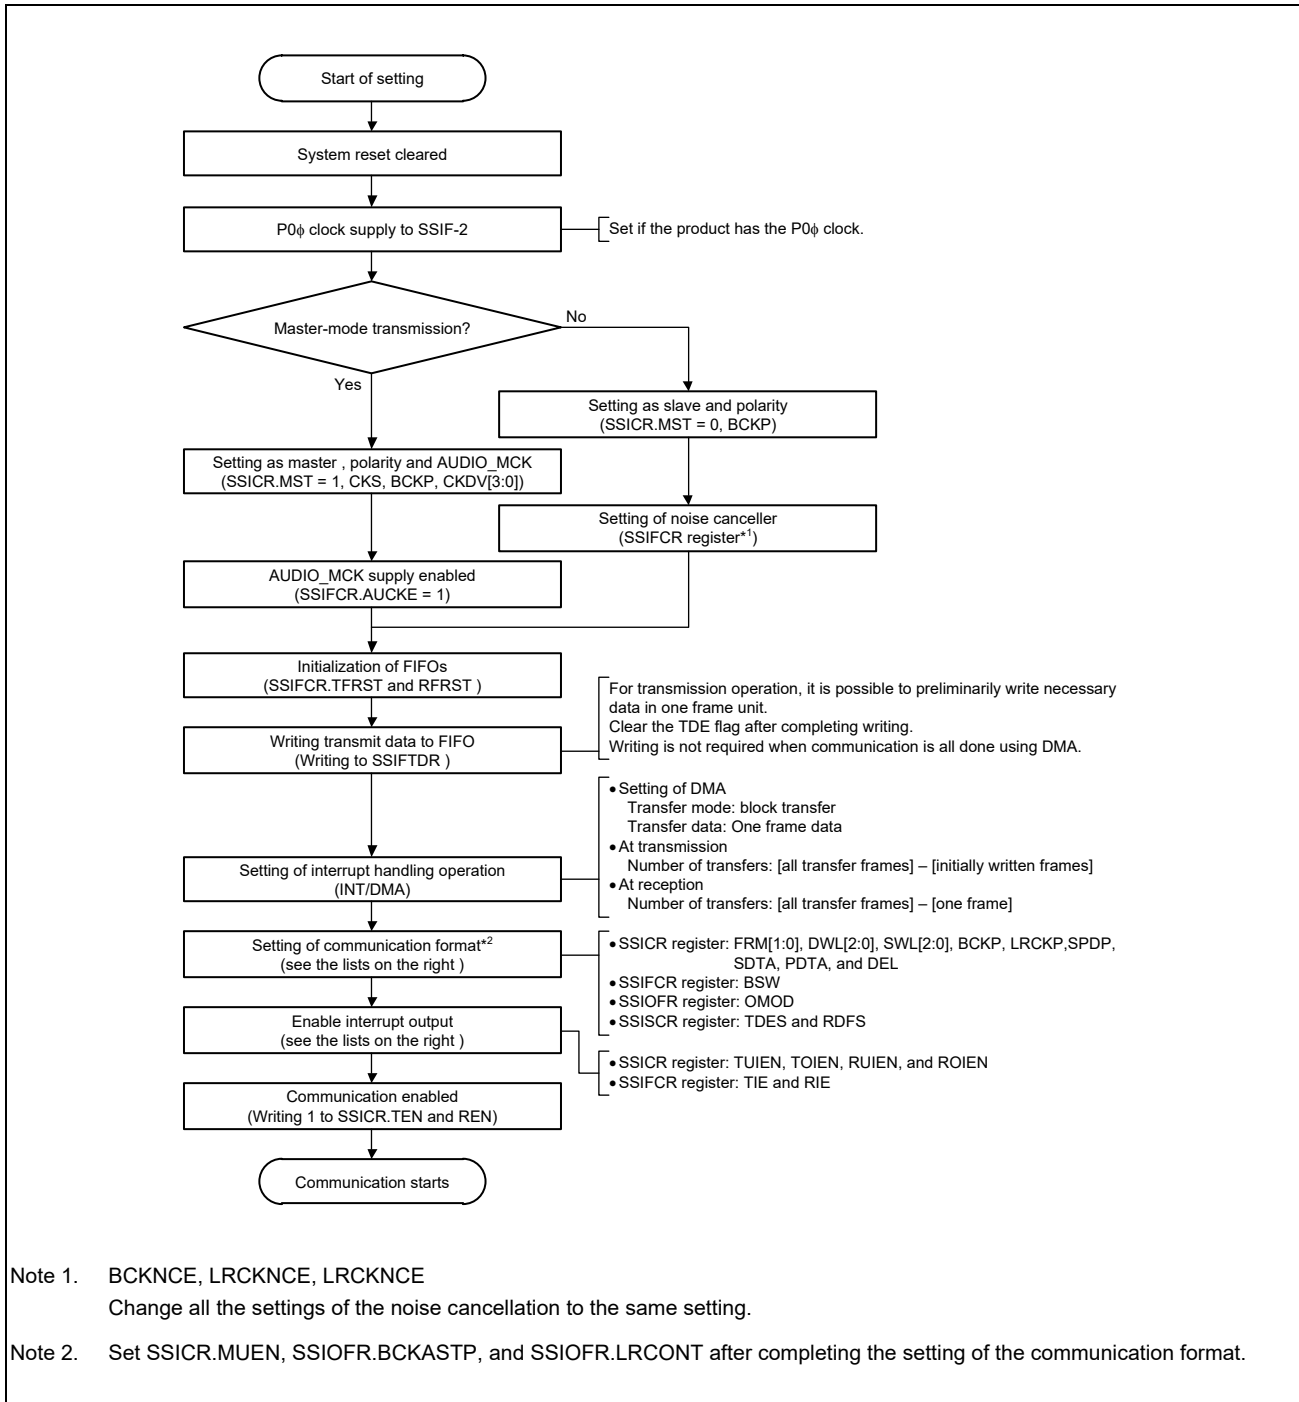 Start of setting
System reset cleared
P0ϕ clock supply to SSIF-2
Set if the product has the P0ϕ clock.
Master-mode transmission?
No
Yes
Setting as slave and polarity
(SSICR.MST = 0, BCKP)
Setting as master , polarity and AUDIO_MCK
(SSICR.MST = 1, CKS, BCKP, CKDV[3:0])
Setting of noise canceller
(SSIFCR register*1)
AUDIO_MCK supply enabled
(SSIFCR.AUCKE = 1)
Initialization of FIFOs
(SSIFCR.TFRST and RFRST )
For transmission operation, it is possible to preliminarily write necessary
data in one frame unit.
Clear the TDE flag after completing writing.
Writing is not required when communication is all done using DMA.
Writing transmit data to FIFO
(Writing to SSIFTDR )
• Setting of DMA
Transfer mode: block transfer
Transfer data: One frame data
• At transmission
Number of transfers: [all transfer frames] – [initially written frames]
• At reception
Number of transfers: [all transfer frames] – [one frame]
Setting of interrupt handling operation
(INT/DMA)
Setting of communication format*2
(see the lists on the right )
• SSICR register: FRM[1:0], DWL[2:0], SWL[2:0], BCKP, LRCKP,SPDP,
SDTA, PDTA, and DEL
• SSIFCR register: BSW
• SSIOFR register: OMOD
• SSISCR register: TDES and RDFS
Enable interrupt output
(see the lists on the right )
• SSICR register: TUIEN, TOIEN, RUIEN, and ROIEN
• SSIFCR register: TIE and RIE
Communication enabled
(Writing 1 to SSICR.TEN and REN)
Communication starts
Note 1. BCKNCE, LRCKNCE, LRCKNCE
Change all the settings of the noise cancellation to the same setting.
Note 2. Set SSICR.MUEN, SSIOFR.BCKASTP, and SSIOFR.LRCONT after completing the setting of the communication format.